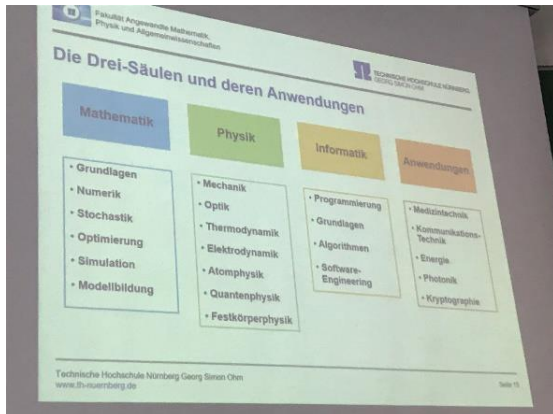 Fakultät Angewandte Mathematik,
Physik und Allgemeinwissenschaften
TECHNISCHE HOCHSCHULE NÜRNBERG
GEORG SIMON OHM
Die Drei-Säulen und deren Anwendungen
Mathematik
• Grundlagen
• Numerik
• Stochastik
• Optimierung
• Simulation
• Modellbildung
Physik
• Mechanik
• Optik
• Thermodynamik
• Elektrodynamik
• Atomphysik
• Quantenphysik
• Festkörperphysik
Informatik
• Programmierung
• Grundlagen
• Algorithmen
• Software-
Engineering
Anwendungen
• Medizintechnik
• Kommunikations-
Technik
• Energie
• Photonik
• Kryptographie
Technische Hochschule Nürnberg Georg Simon Ohm
www.th-nuernberg.de
Seite